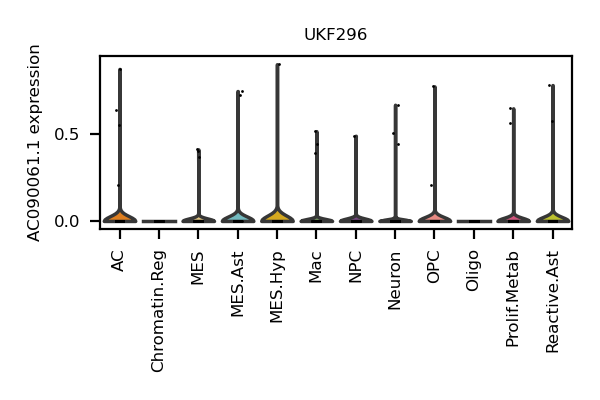 UKF296
AC090061.1 expression
0.5
0.0
AC
Chromatin.Reg
MES
MES.Ast
MES.Hyp
Mac
NPC
Neuron
OPC
Oligo
Prolif.Metab
Reactive.Ast